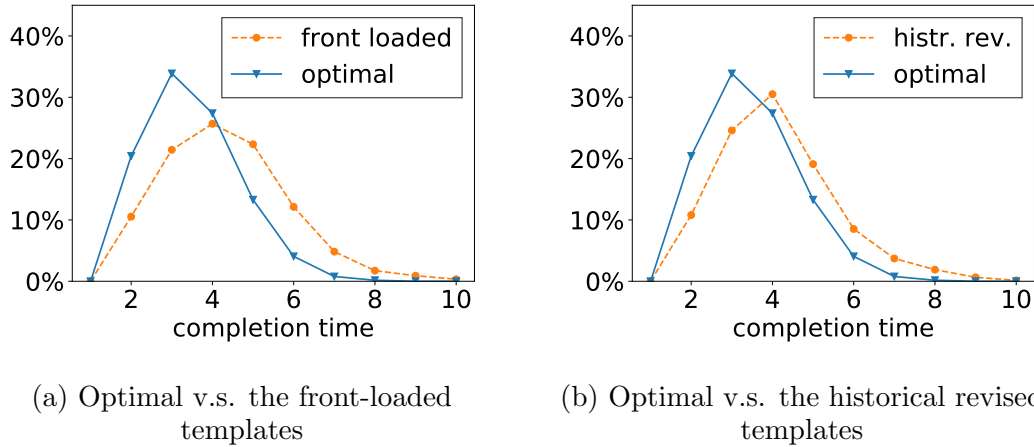 40%
30%
20%
10%
0%
front loaded
optimal
2 4 6 8 10
completion time
(a) Optimal v.s. the front-loaded
templates
40%
30%
20%
10%
0%
histr. rev.
optimal
2 4 6 8 10
completion time
(b) Optimal v.s. the historical revised
templates